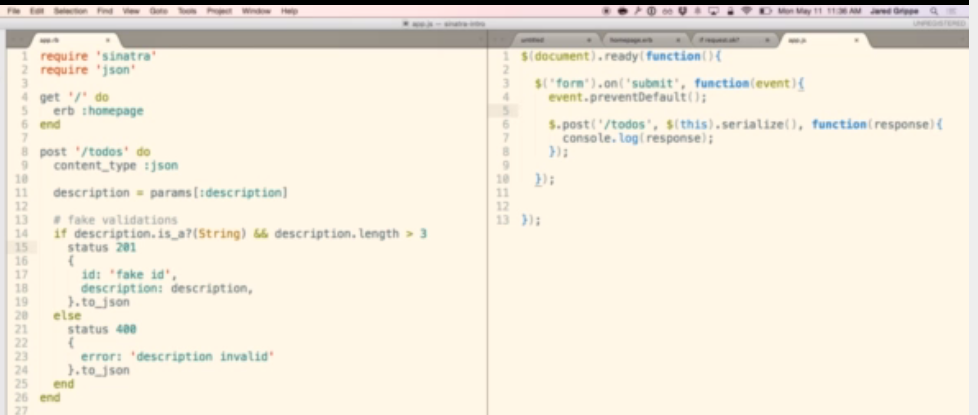 File Edit Selection Find View Goto Tools Project Window Help
Mon May 11 11:36 AM Jared Grippe
app.js — sinatra-intro
UNREGISTERED
app.rb
1 require 'sinatra'
2 require 'json'
3
4 get '/' do
5 erb :homepage
6 end
7
8 post '/todos' do
9 content_type :json
10
11 description = params[:description]
12
13 # fake validations
14 if description.is_a?(String) && description.length > 3
15 status 201
16 {
17 id: 'fake id',
18 description: description,
19 }.to_json
20 else
21 status 400
22 {
23 error: 'description invalid'
24 }.to_json
25 end
26 end
27
untitled
homepage.erb
if request.ok?
app.js
1 $(document).ready(function(){
2
3 $('form').on('submit', function(event){
4 event.preventDefault();
5
6 $.post('/todos', $(this).serialize(), function(response){
7 console.log(response);
8 });
9
10 });
11
12
13 });